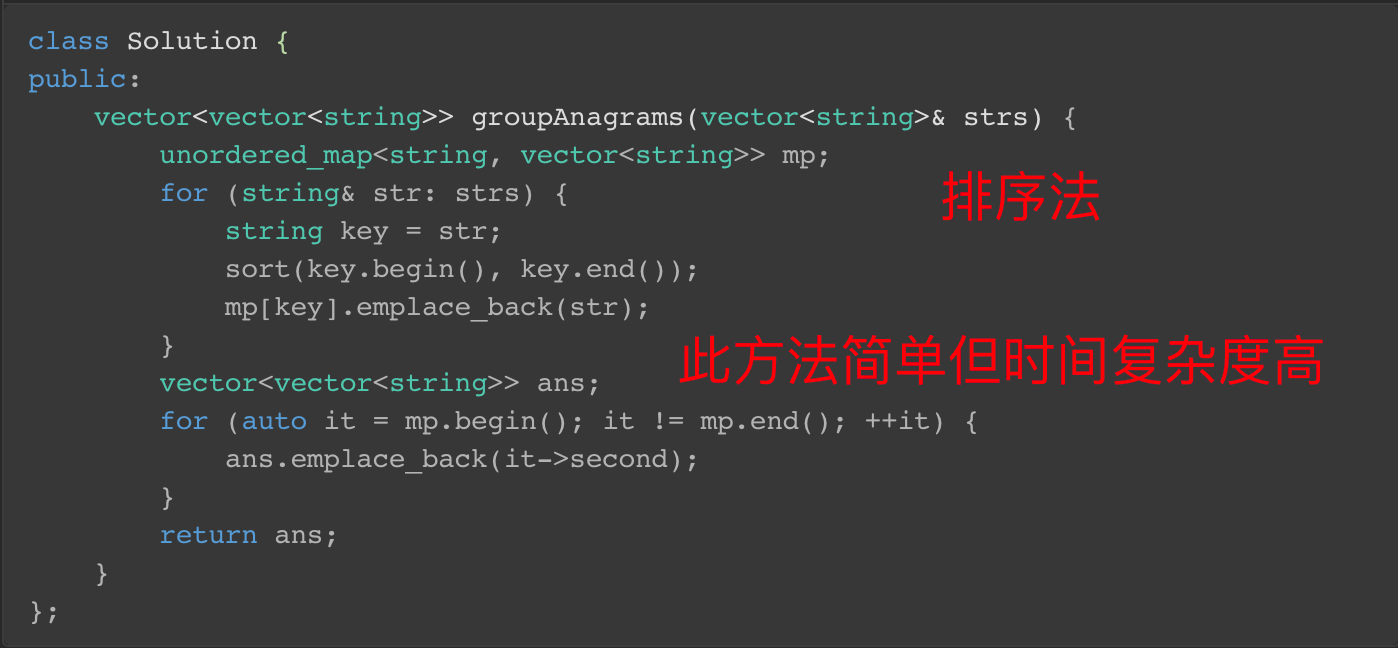 class Solution {
public:
    vector<vector<string>> groupAnagrams(vector<string>& strs) {
        unordered_map<string, vector<string>> mp;
        for (string& str: strs) {
排序法
            string key = str;
            sort(key.begin(), key.end());
            mp[key].emplace_back(str);
        }
此方法简单但时间复杂度高
        vector<vector<string>> ans;
        for (auto it = mp.begin(); it != mp.end(); ++it) {
            ans.emplace_back(it->second);
        }
        return ans;
    }
};